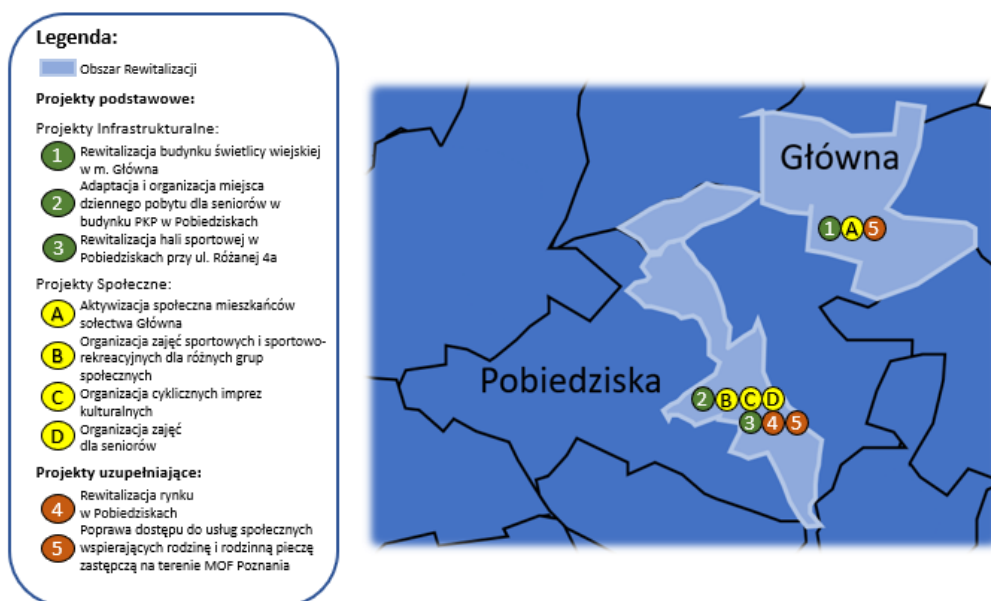 Legenda:
Obszar Rewitalizacji
Projekty podstawowe:
Projekty Infrastrukturalne:
1 Rewitalizacja budynku świetlicy wiejskiej
w m. Główna
2 Adaptacja i organizacja miejsca
dziennego pobytu dla seniorów w
budynku PKP w Pobiedziskach
3 Rewitalizacja hali sportowej w
Pobiedziskach przy ul. Różanej 4a
Projekty Społeczne:
A Aktywizacja społeczna mieszkańców
sołectwa Główna
B Organizacja zajęć sportowych i sportowo-
rekreacyjnych dla różnych grup
społecznych
C Organizacja cyklicznych imprez
kulturalnych
D Organizacja zajęć
dla seniorów
Projekty uzupełniające:
4 Rewitalizacja rynku
w Pobiedziskach
5 Poprawa dostępu do usług społecznych
wspierających rodzinę i rodzinną pieczę
zastępczą na terenie MOF Poznania
Główna
1 A 5
Pobiedziska
2 B C D
3 4 5